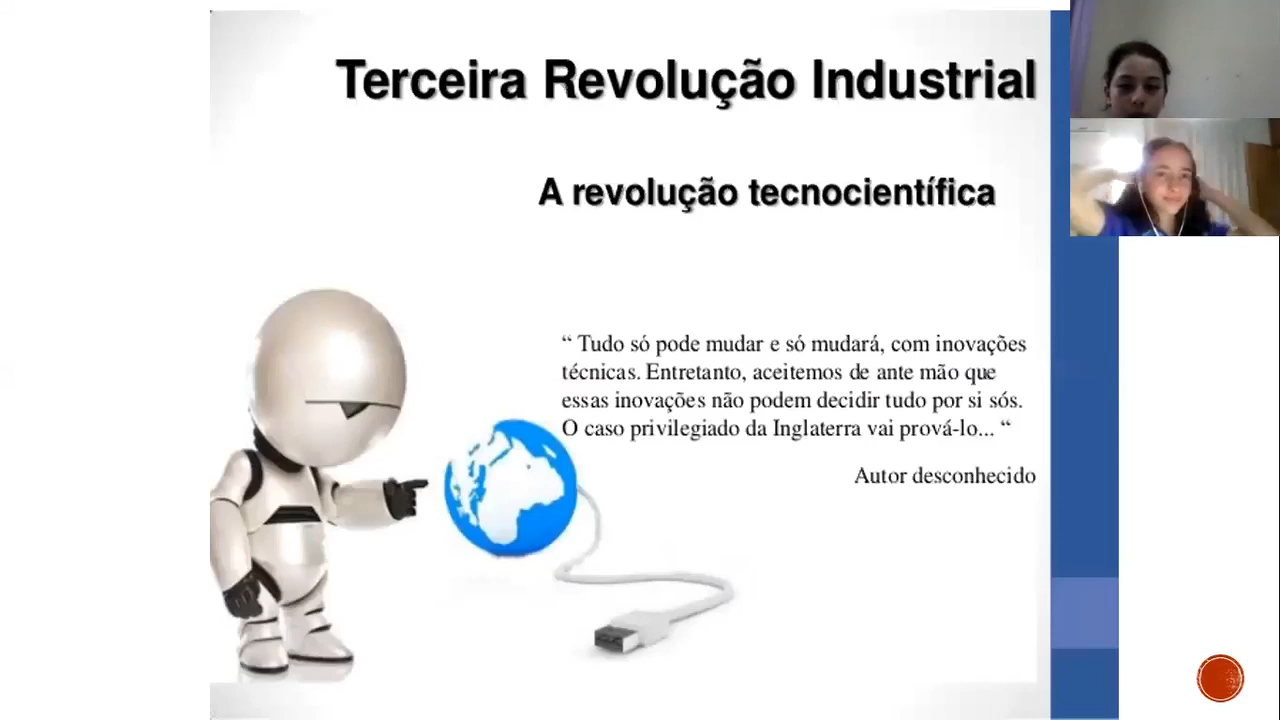 Terceira Revolução Industrial
A revolução tecnocientífica
“ Tudo só pode mudar e só mudará, com inovações
técnicas. Entretanto, aceitemos de ante mão que
essas inovações não podem decidir tudo por si sós.
O caso privilegiado da Inglaterra vai prová-lo... “
Autor desconhecido